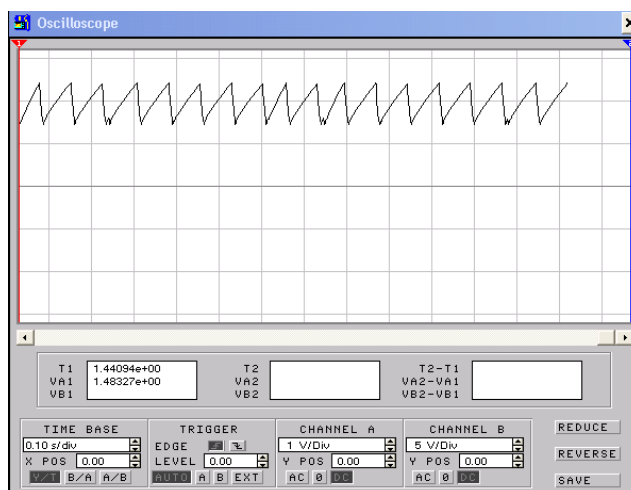 Oscilloscope
1
T1 1.44094e+00 T2 T2-T1
VA1 1.48327e+00 VA2 VA2-VA1
VB1 VB2 VB2-VB1
TIME BASE TRIGGER CHANNEL A CHANNEL B REDUCE
0.10 s/div EDGE 1 V/Div 5 V/Div
X POS 0.00 LEVEL 0.00 Y POS 0.00 Y POS 0.00 REVERSE
Y/T B/A A/B AUTO A B EXT AC 0 DC AC 0 DC SAVE